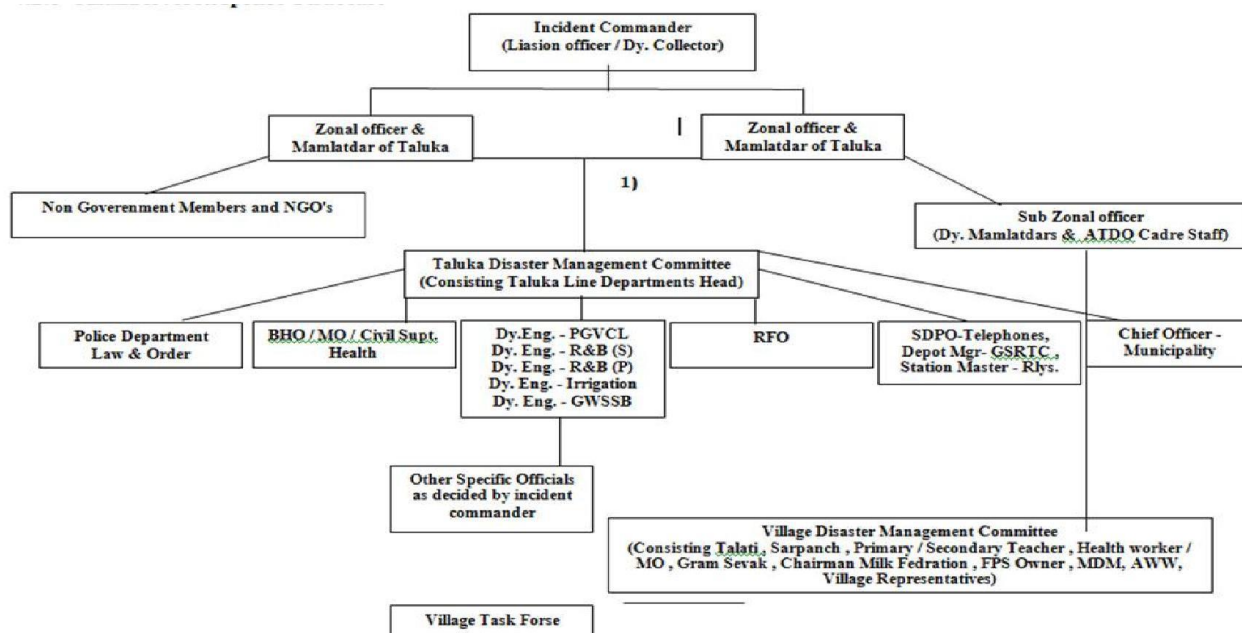 Incident Commander
(Liasion officer / Dy. Collector)
Zonal officer &
Mamlatdar of Taluka
Zonal officer &
Mamlatdar of Taluka
1)
Non Goverenment Members and NGO's
Sub Zonal officer
(Dy. Mamlatdars & ATDO Cadre Staff)
Taluka Disaster Management Committee
(Consisting Taluka Line Departments Head)
Police Department
Law & Order
BHO / MO / Civil Supt.
Health
Dy.Eng. - PGVCL
Dy. Eng. - R&B (S)
Dy. Eng. - R&B (P)
Dy. Eng. - Irrigation
Dy. Eng. - GWSSB
RFO
SDPO-Telephones,
Depot Mgr- GSRTC ,
Station Master - Rlys.
Chief Officer -
Municipality
Other Specific Officials
as decided by incident
commander
Village Disaster Management Committee
(Consisting Talati , Sarpanch , Primary / Secondary Teacher , Health worker /
MO , Gram Sevak , Chairman Milk Fedration , FPS Owner , MDM, AWW,
Village Representatives)
Village Task Forse